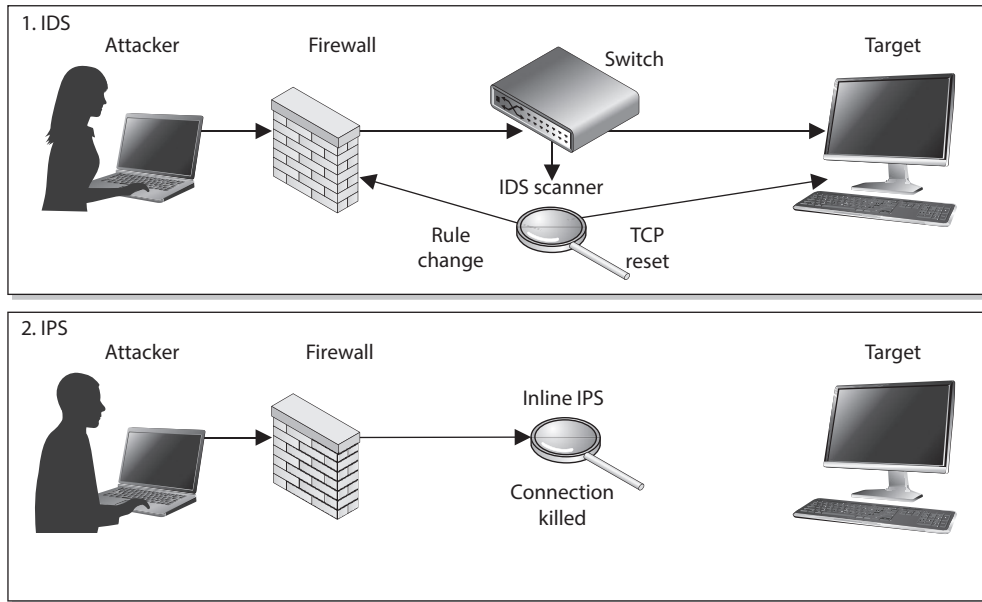 1. IDS
Attacker
Firewall
Switch
Target
IDS scanner
Rule
change
TCP
reset
2. IPS
Attacker
Firewall
Target
Inline IPS
Connection
killed